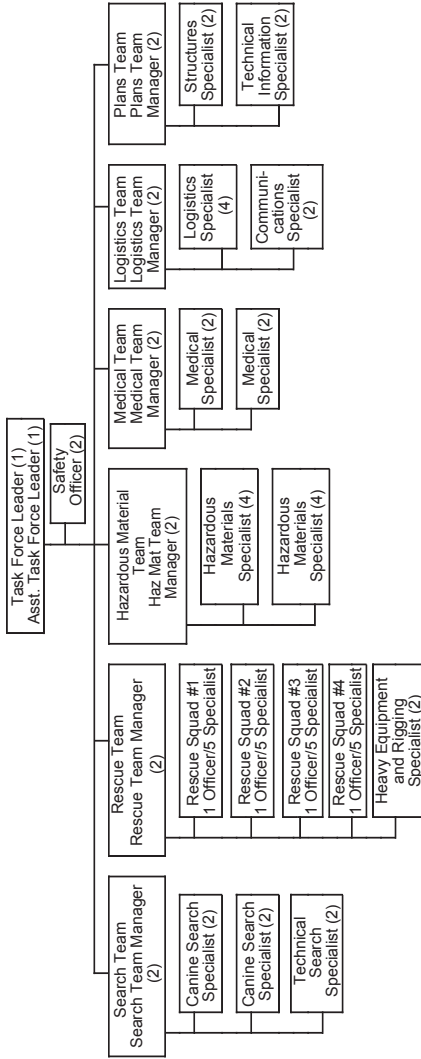 Task Force Leader (1)
Asst. Task Force Leader (1)
Safety
Officer (2)
Search Team
Search Team Manager
(2)
Canine Search
Specialist (2)
Canine Search
Specialist (2)
Technical
Search
Specialist (2)
Rescue Team
Rescue Team Manager
(2)
Rescue Squad #1
1 Officer/5 Specialist
Rescue Squad #2
1 Officer/5 Specialist
Rescue Squad #3
1 Officer/5 Specialist
Rescue Squad #4
1 Officer/5 Specialist
Heavy Equipment
and Rigging
Specialist (2)
Hazardous Material
Team
Haz Mat Team
Manager (2)
Hazardous
Materials
Specialist (4)
Hazardous
Materials
Specialist (4)
Medical Team
Medical Team
Manager (2)
Medical
Specialist (2)
Medical
Specialist (2)
Logistics Team
Logistics Team
Manager (2)
Logistics
Specialist
(4)
Communi-
cations
Specialist
(2)
Plans Team
Plans Team
Manager (2)
Structures
Specialist (2)
Technical
Information
Specialist (2)